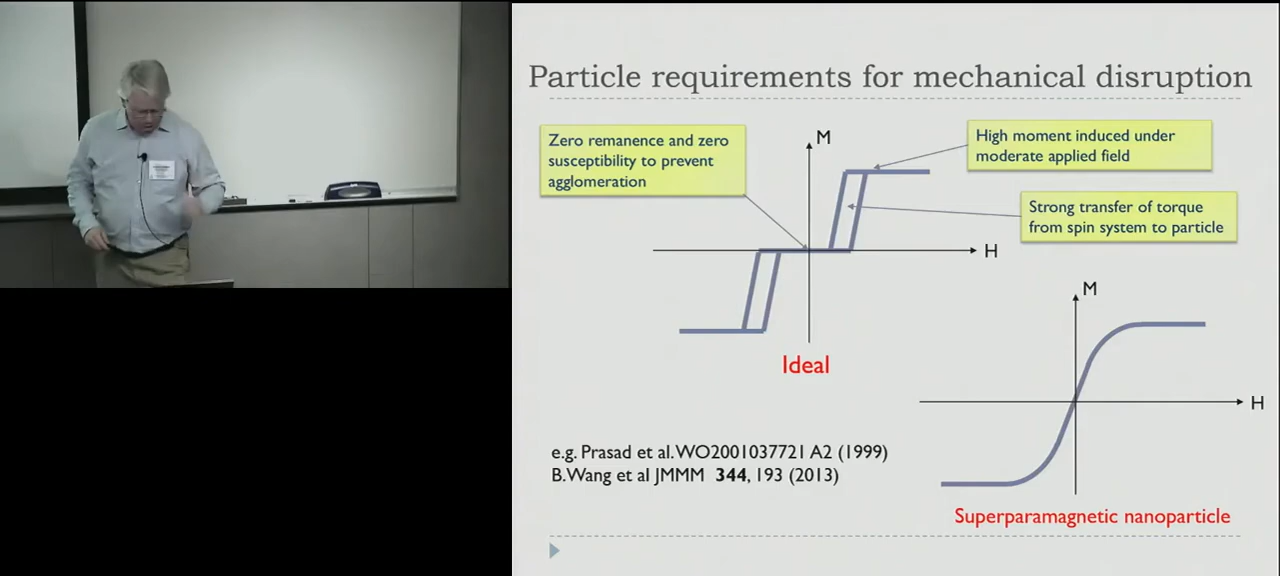 Particle requirements for mechanical disruption
Zero remanence and zero
susceptibility to prevent
agglomeration
M
High moment induced under
moderate applied field
Strong transfer of torque
from spin system to particle
H
Ideal
M
H
e.g. Prasad et al. WO2001037721 A2 (1999)
B. Wang et al JMMM 344, 193 (2013)
Superparamagnetic nanoparticle